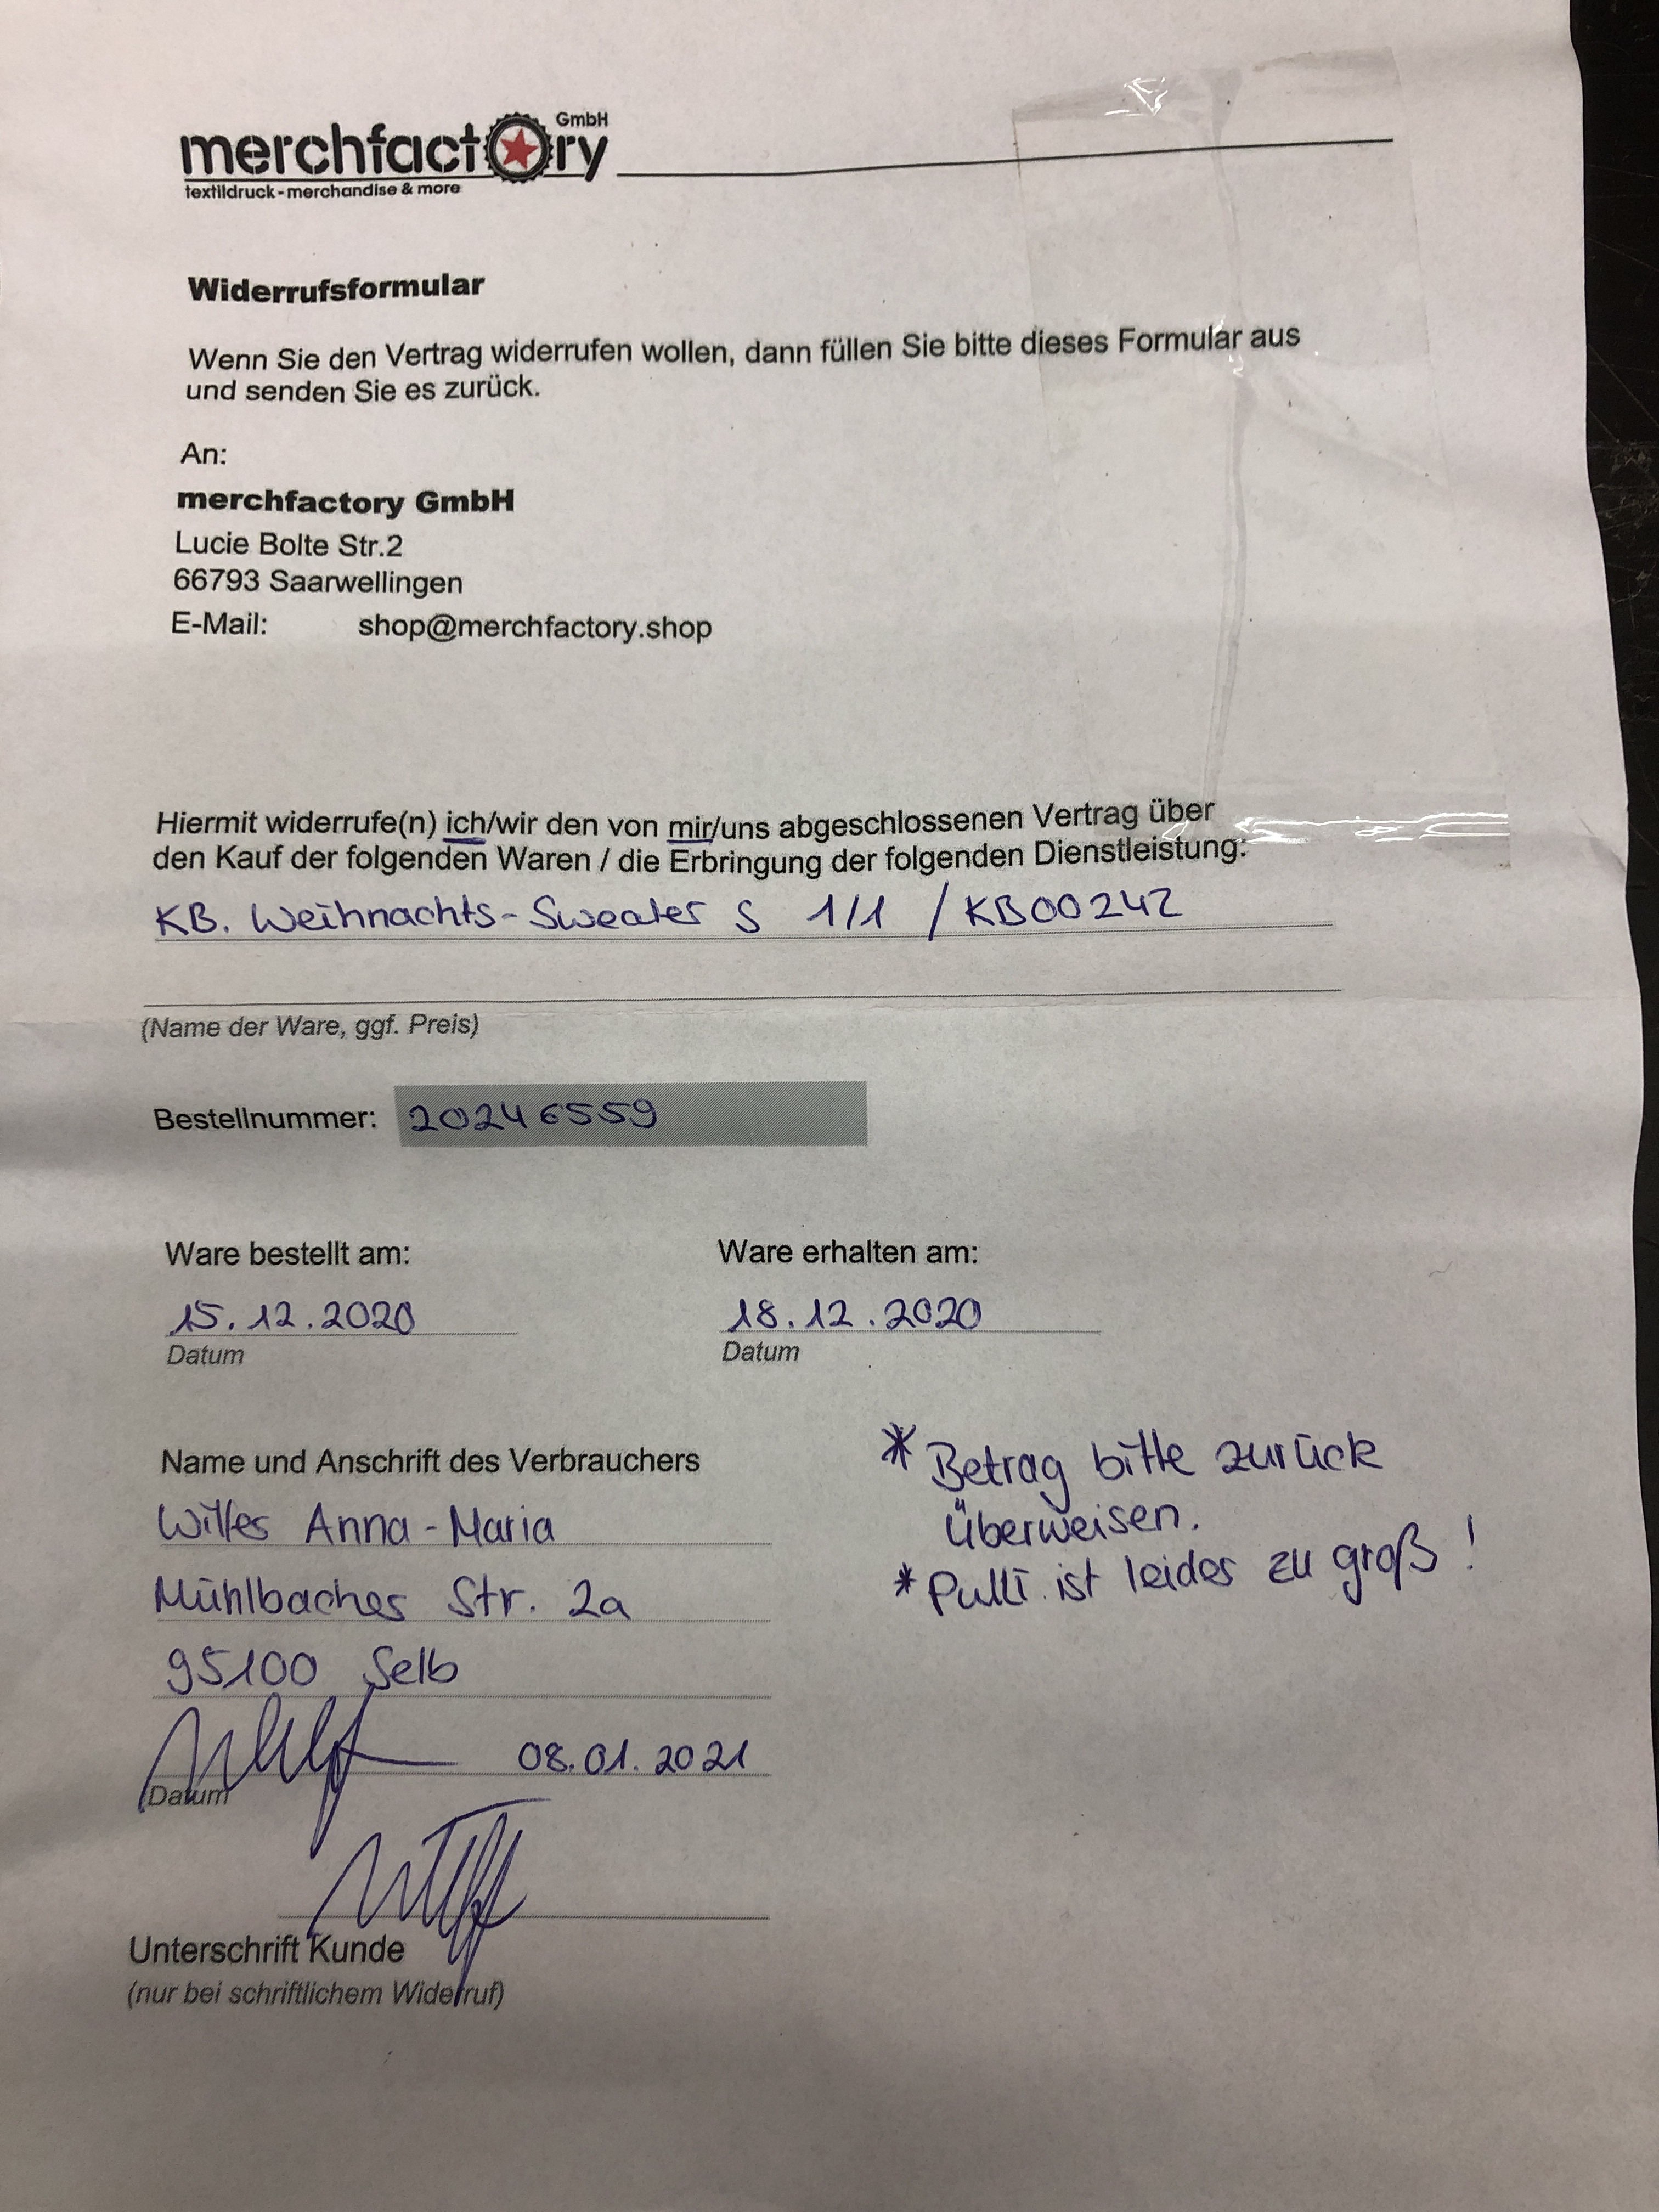 merchfactory GmbH
textildruck - merchandise & more
Widerrufsformular
Wenn Sie den Vertrag widerrufen wollen, dann füllen Sie bitte dieses Formular aus
und senden Sie es zurück.
An:
merchfactory GmbH
Lucie Bolte Str.2
66793 Saarwellingen
E-Mail: shop@merchfactory.shop
Hiermit widerrufe(n) ich/wir den von mir/uns abgeschlossenen Vertrag über
den Kauf der folgenden Waren / die Erbringung der folgenden Dienstleistung:
KB. Weihnachts-Sweater S 1/1 / KB00242
(Name der Ware, ggf. Preis)
Bestellnummer: 20246559
Ware bestellt am: Ware erhalten am:
15.12.2020 18.12.2020
Datum Datum
Name und Anschrift des Verbrauchers
Anna-Maria
Mühlbacher Str. 2a
95100 Selb
* Betrag bitte zurück
überweisen.
* Pulli ist leider zu groß!
08.01.2021
Datum
Unterschrift Kunde
(nur bei schriftlichem Widerruf)